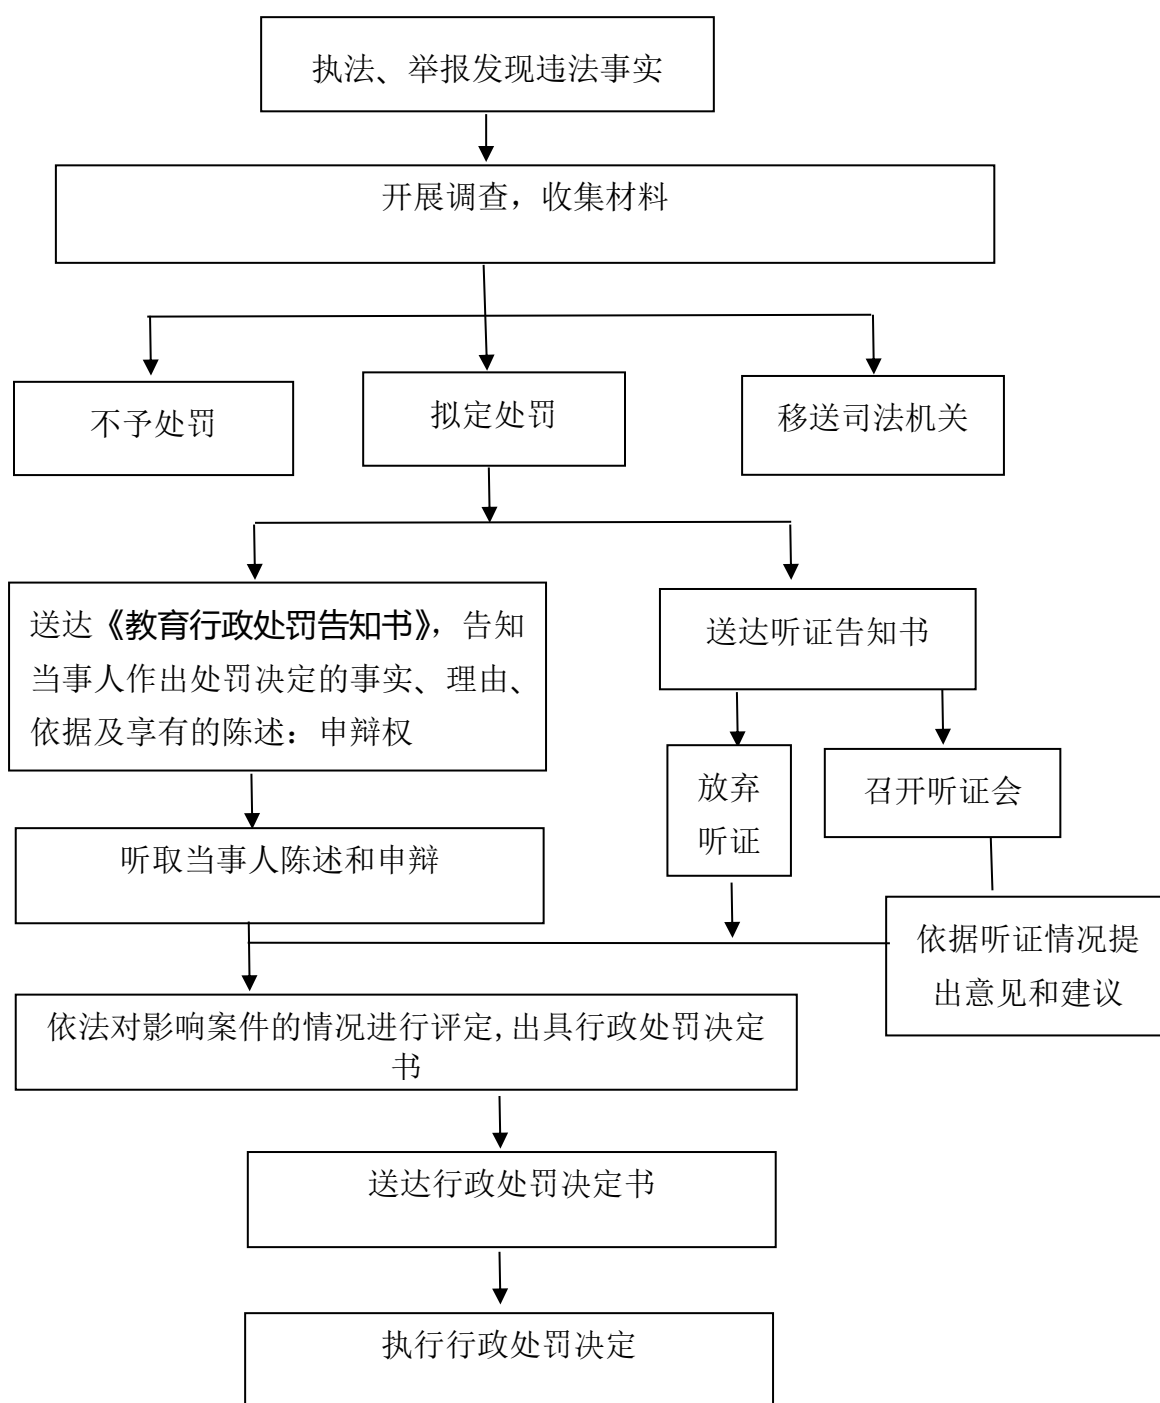 执法、举报发现违法事实
开展调查，收集材料
不予处罚
拟定处罚
移送司法机关
送达《教育行政处罚告知书》，告知
当事人作出处罚决定的事实、理由、
依据及享有的陈述：申辩权
送达听证告知书
放弃
听证
召开听证会
听取当事人陈述和申辩
依据听证情况提
出意见和建议
依法对影响案件的情况进行评定,出具行政处罚决定
书
送达行政处罚决定书
执行行政处罚决定